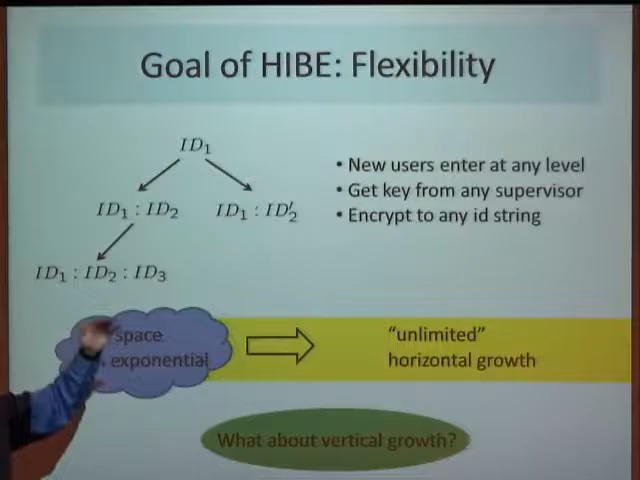 Goal of HIBE: Flexibility
ID₁
• New users enter at any level
• Get key from any supervisor
• Encrypt to any id string
ID₁ : ID₂
ID₁ : ID′₂
ID₁ : ID₂ : ID₃
space
exponential
"unlimited"
horizontal growth
What about vertical growth?